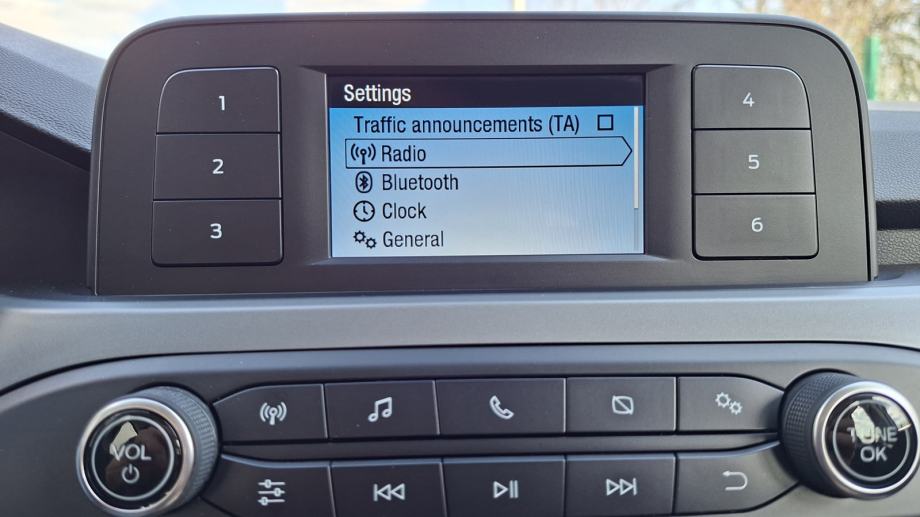 Settings
Traffic announcements (TA)
Radio
Bluetooth
Clock
General
1
2
3
4
5
6
VOL
TUNE
OK